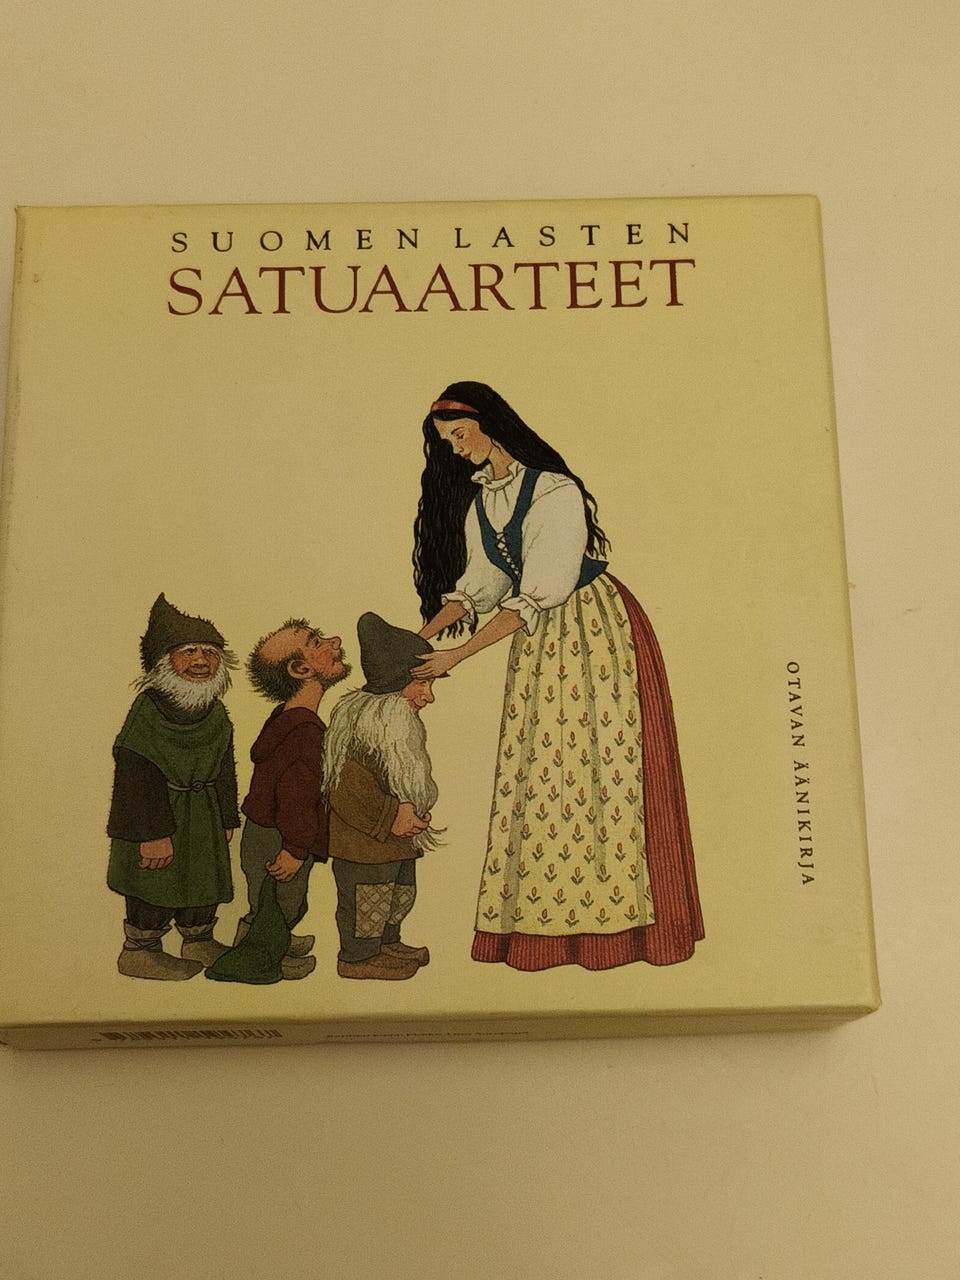 SUOMEN LASTEN
SATUAARTEET
OTAVAN ÄÄNIKIRJA